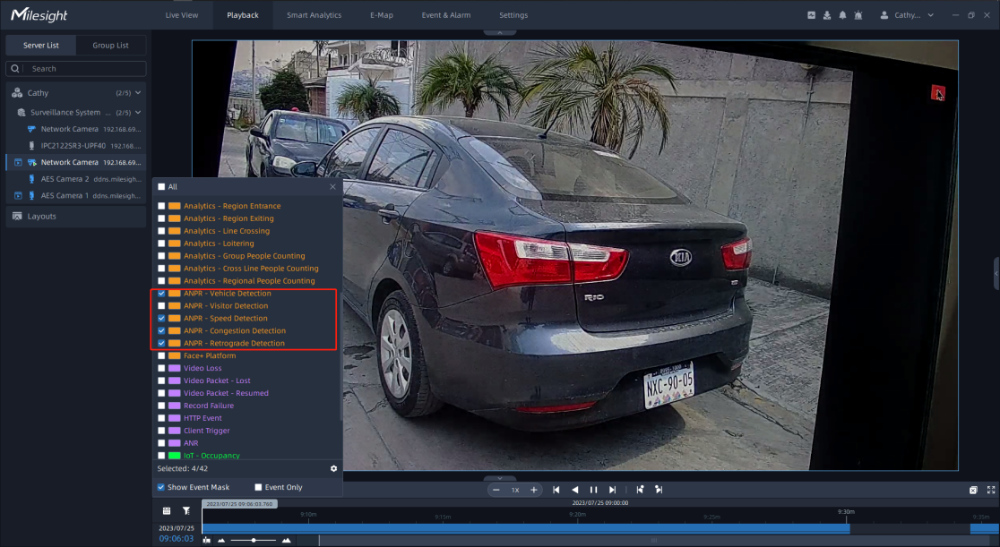 Milesight
Live View
Playback
Smart Analytics
E-Map
Event & Alarm
Settings
Cathy...
Server List
Group List
Search
Cathy (2/5)
Surveillance System ... (2/5)
Network Camera 192.168.69...
IPC2122SR3-UPF40 192.168....
Network Camera 192.168.69...
AES Camera 2 ddns.milesigh...
AES Camera 1 ddns.milesigh...
Layouts
All
Analytics - Region Entrance
Analytics - Region Exiting
Analytics - Line Crossing
Analytics - Loitering
Analytics - Group People Counting
Analytics - Cross Line People Counting
Analytics - Regional People Counting
ANPR - Vehicle Detection
ANPR - Visitor Detection
ANPR - Speed Detection
ANPR - Congestion Detection
ANPR - Retrograde Detection
Face+ Platform
Video Loss
Video Packet - Lost
Video Packet - Resumed
Record Failure
HTTP Event
Client Trigger
ANR
IoT - Occupancy
Selected: 4/42
Show Event Mask
Event Only
KIA
RIO
NXC-90-05
1X
2023/07/25 09:06:03.760
2023/07/25 09:00:00
9:10m
9:15m
9:20m
9:25m
9:30m
9:35m
2023/07/25
09:06:03